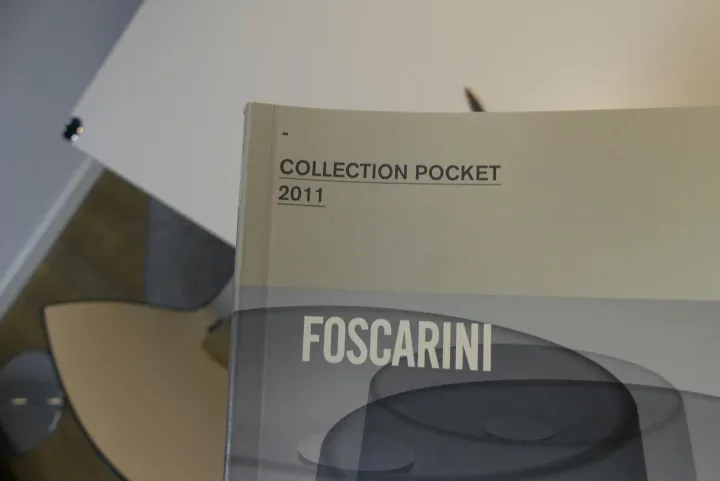 -
COLLECTION POCKET
2011
FOSCARINI